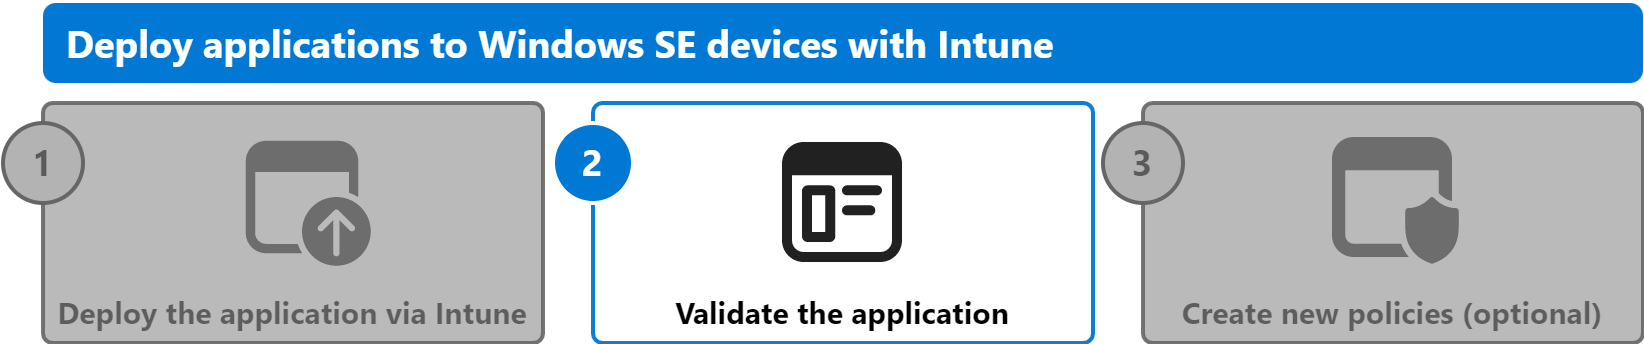 Deploy applications to Windows SE devices with Intune
1
Deploy the application via Intune
2
Validate the application
3
Create new policies (optional)